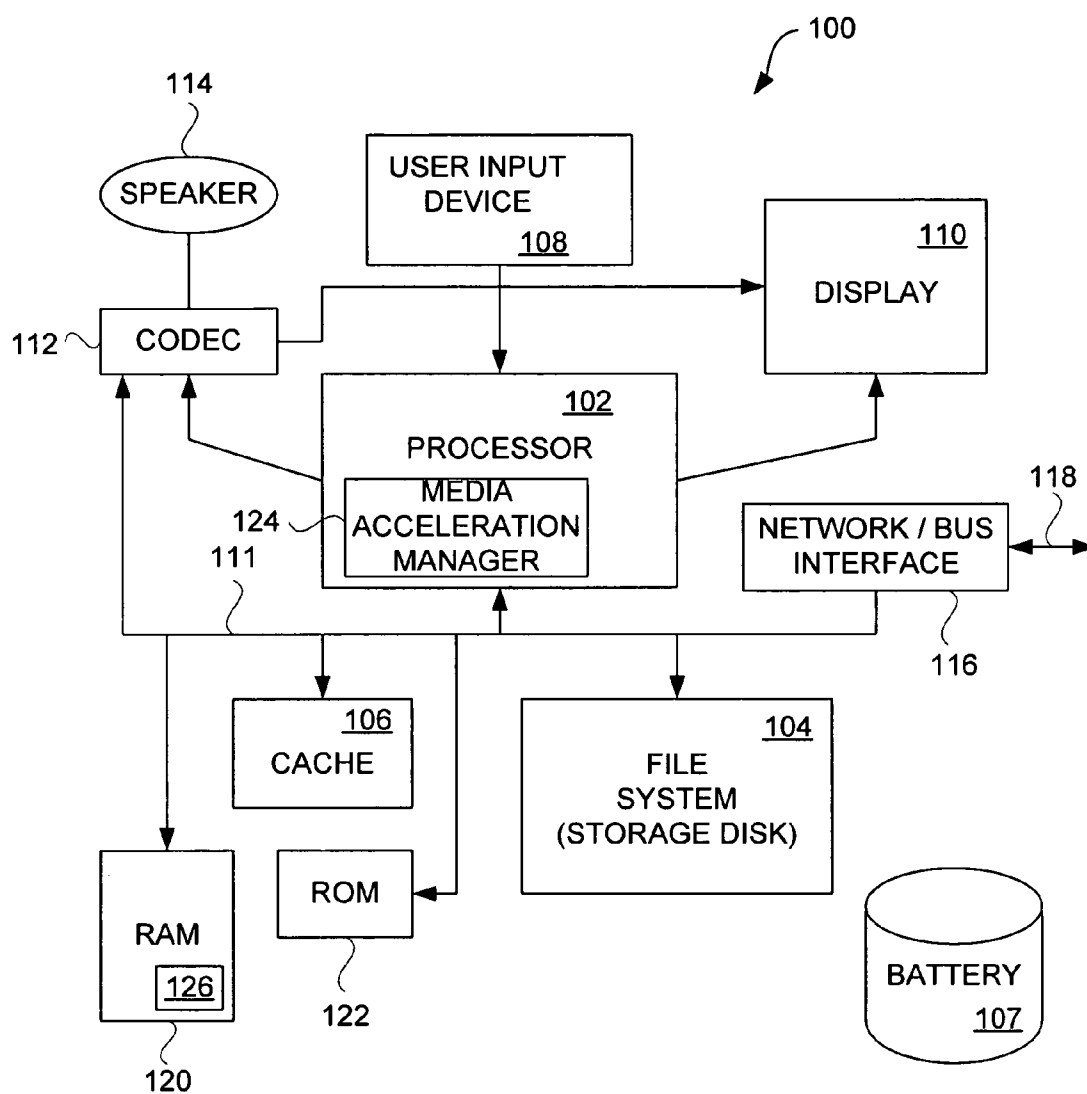 100
114
SPEAKER
USER INPUT
DEVICE
108
110
DISPLAY
112
CODEC
102
PROCESSOR
MEDIA
ACCELERATION
MANAGER
124
111
118
NETWORK / BUS
INTERFACE
116
106
CACHE
104
FILE
SYSTEM
(STORAGE DISK)
RAM
126
120
ROM
122
BATTERY
107